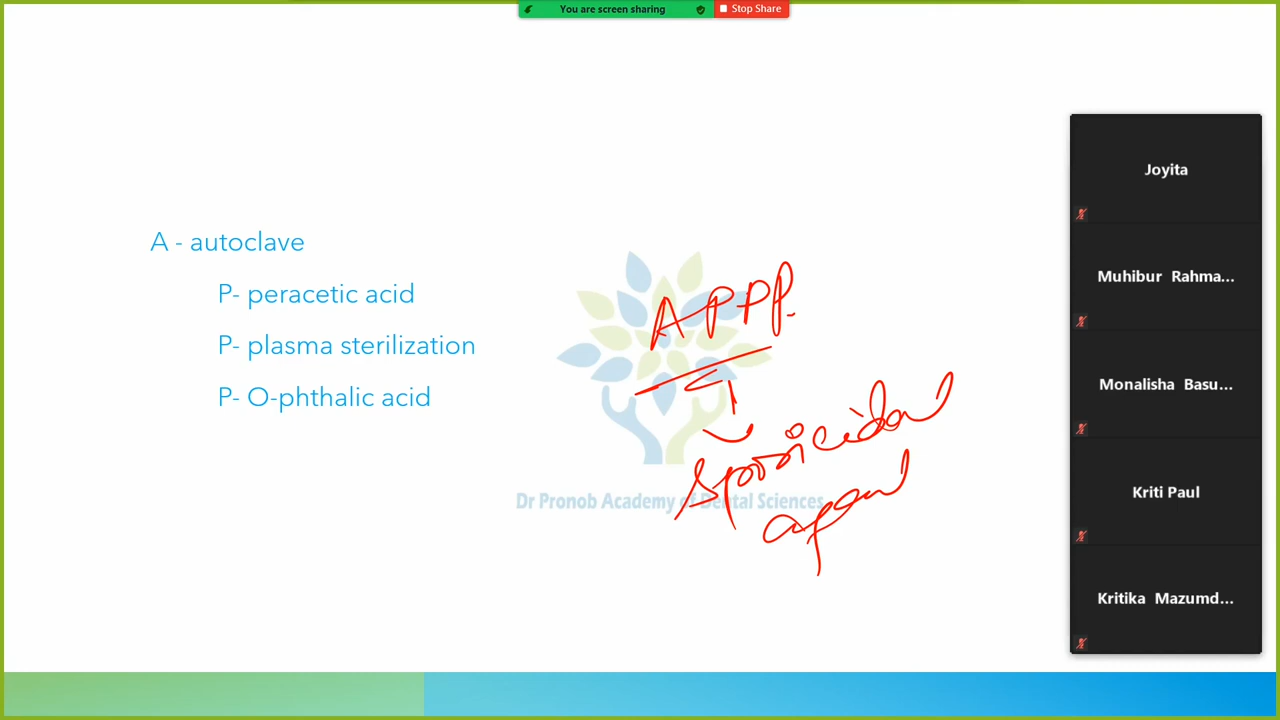 You are screen sharing
Stop Share
A - autoclave
P- peracetic acid
P- plasma sterilization
P- O-phthalic acid
APPP.
Sporicidal
Dr Pronob Academy of Dental Sciences
Joyita
Muhibur Rahma...
Monalisha Basu...
Kriti Paul
Kritika Mazumd...